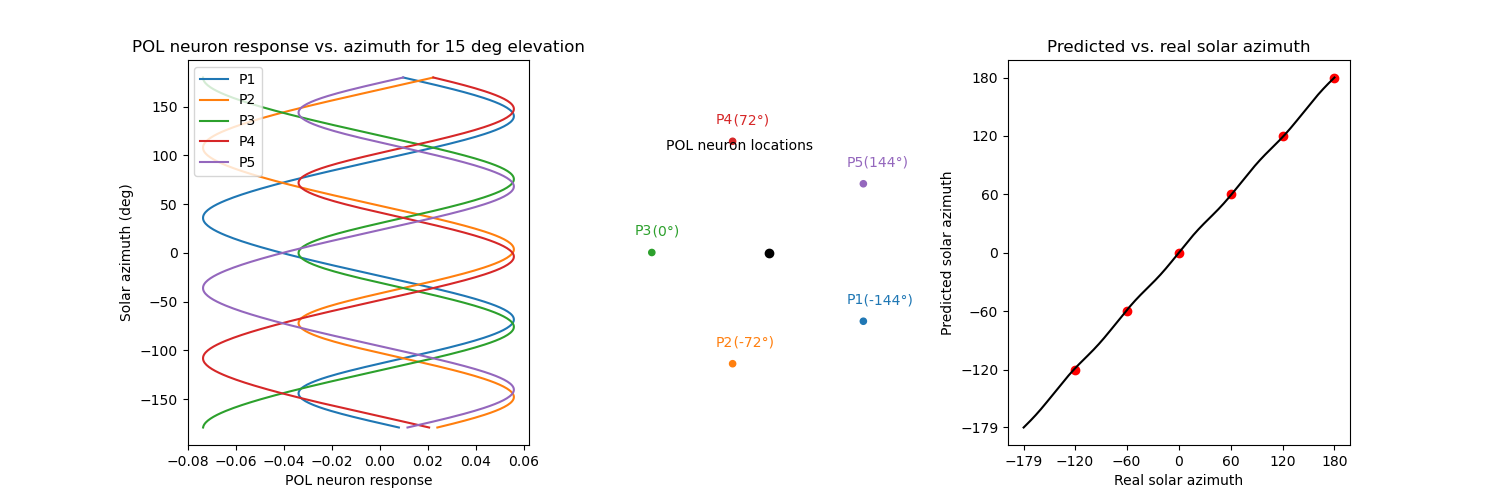 POL neuron response vs. azimuth for 15 deg elevation
P1
P2
P3
P4
P5
150
100
50
0
−50
−100
−150
Solar azimuth (deg)
−0.08 −0.06 −0.04 −0.02 0.00 0.02 0.04 0.06
POL neuron response
P4(72°)
POL neuron locations
P5(144°)
P3(0°)
P1(-144°)
P2(-72°)
Predicted vs. real solar azimuth
180
120
60
0
−60
−120
−179
Predicted solar azimuth
−179 −120 −60 0 60 120 180
Real solar azimuth